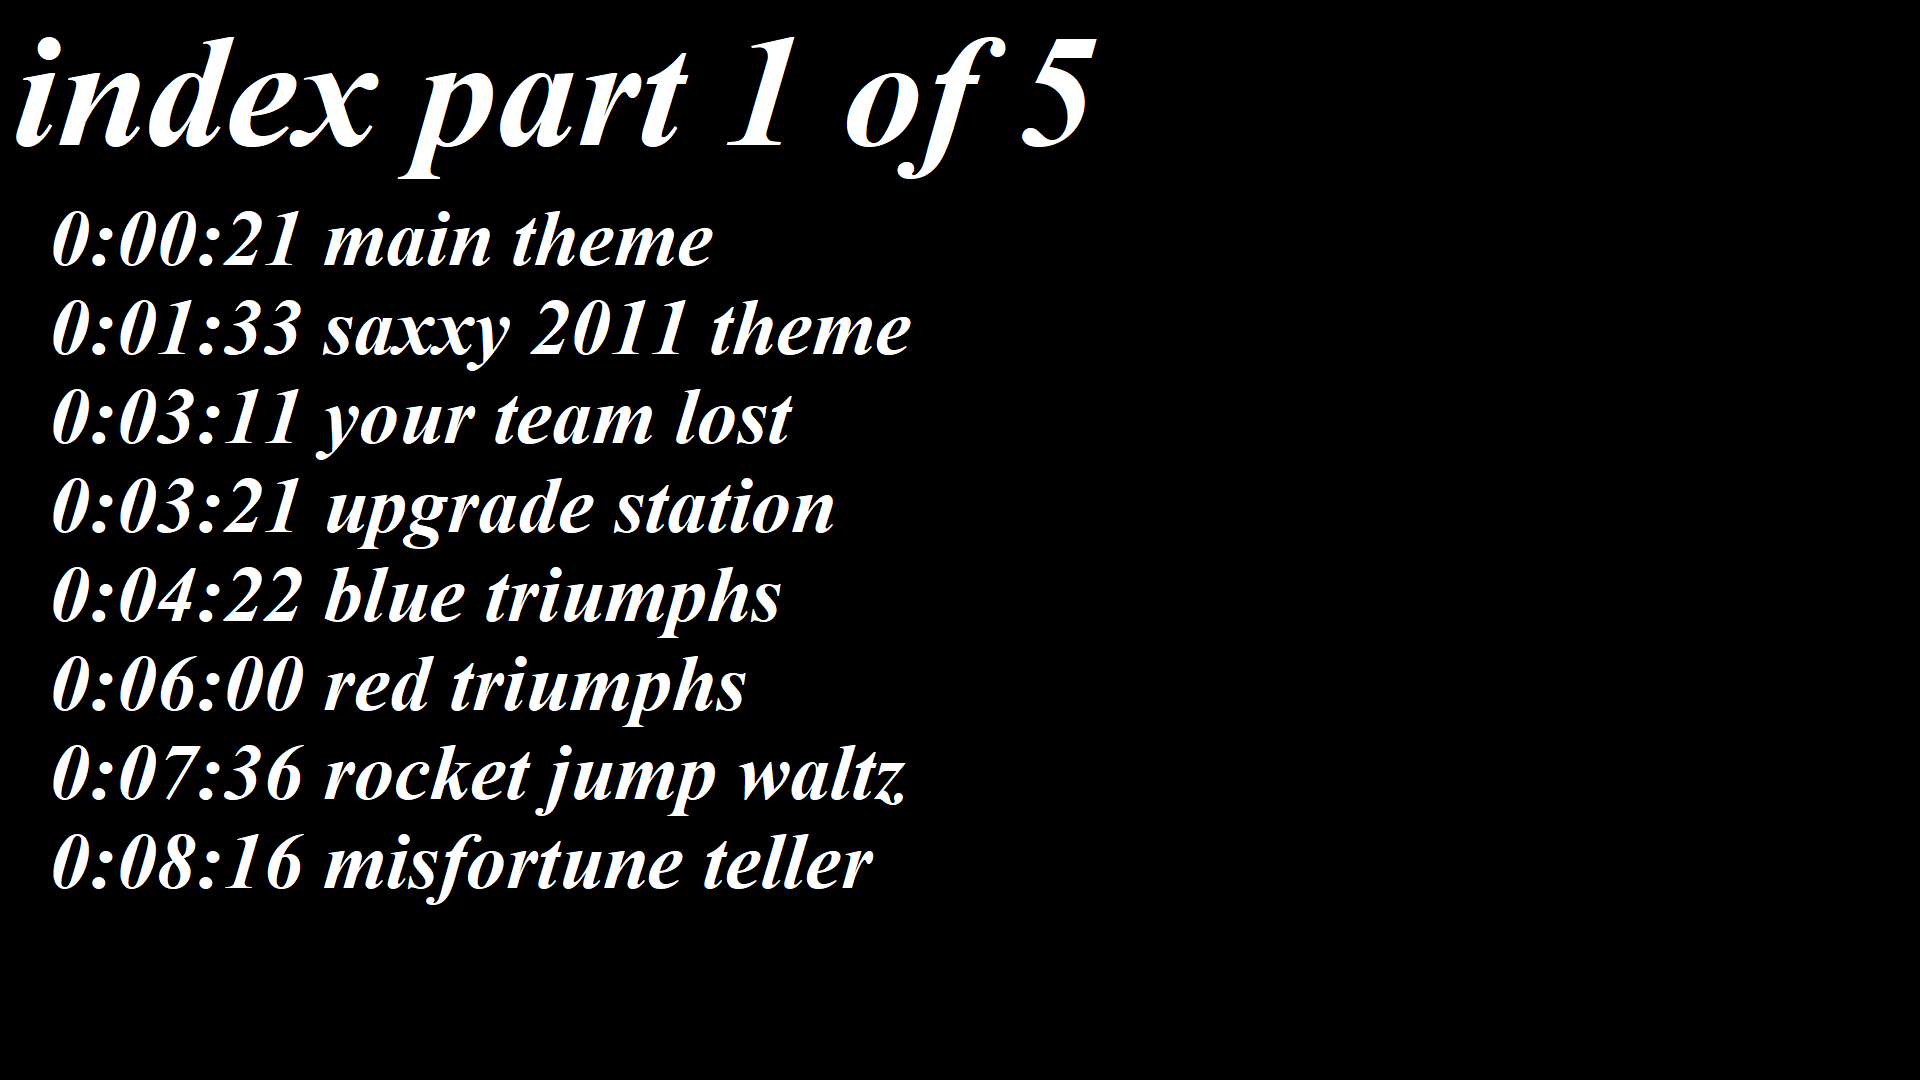 index part 1 of 5
0:00:21 main theme
0:01:33 saxxy 2011 theme
0:03:11 your team lost
0:03:21 upgrade station
0:04:22 blue triumphs
0:06:00 red triumphs
0:07:36 rocket jump waltz
0:08:16 misfortune teller